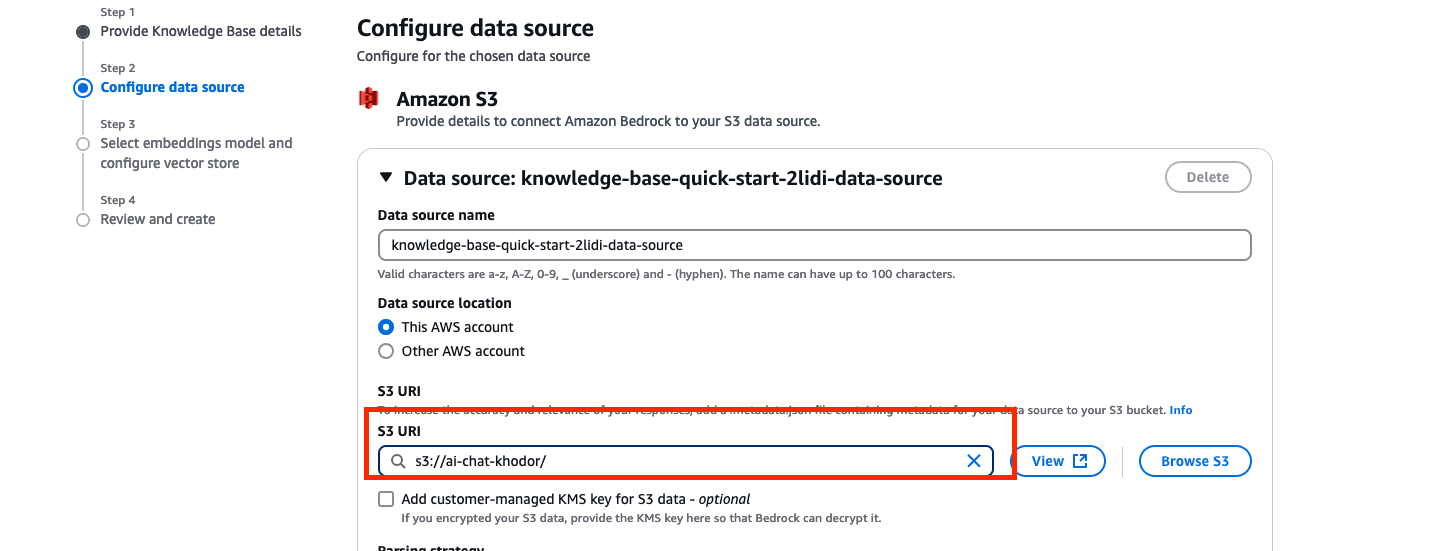 Step 1
Provide Knowledge Base details
Step 2
Configure data source
Step 3
Select embeddings model and
configure vector store
Step 4
Review and create
Configure data source
Configure for the chosen data source
Amazon S3
Provide details to connect Amazon Bedrock to your S3 data source.
Data source: knowledge-base-quick-start-2lidi-data-source
Delete
Data source name
knowledge-base-quick-start-2lidi-data-source
Valid characters are a-z, A-Z, 0-9, _ (underscore) and - (hyphen). The name can have up to 100 characters.
Data source location
This AWS account
Other AWS account
S3 URI
To increase the accuracy and relevance of your responses, add a .metadata.json file containing metadata for your data source to your S3 bucket. Info
S3 URI
s3://ai-chat-khodor/
View
Browse S3
Add customer-managed KMS key for S3 data - optional
If you encrypted your S3 data, provide the KMS key here so that Bedrock can decrypt it.
Parsing strategy